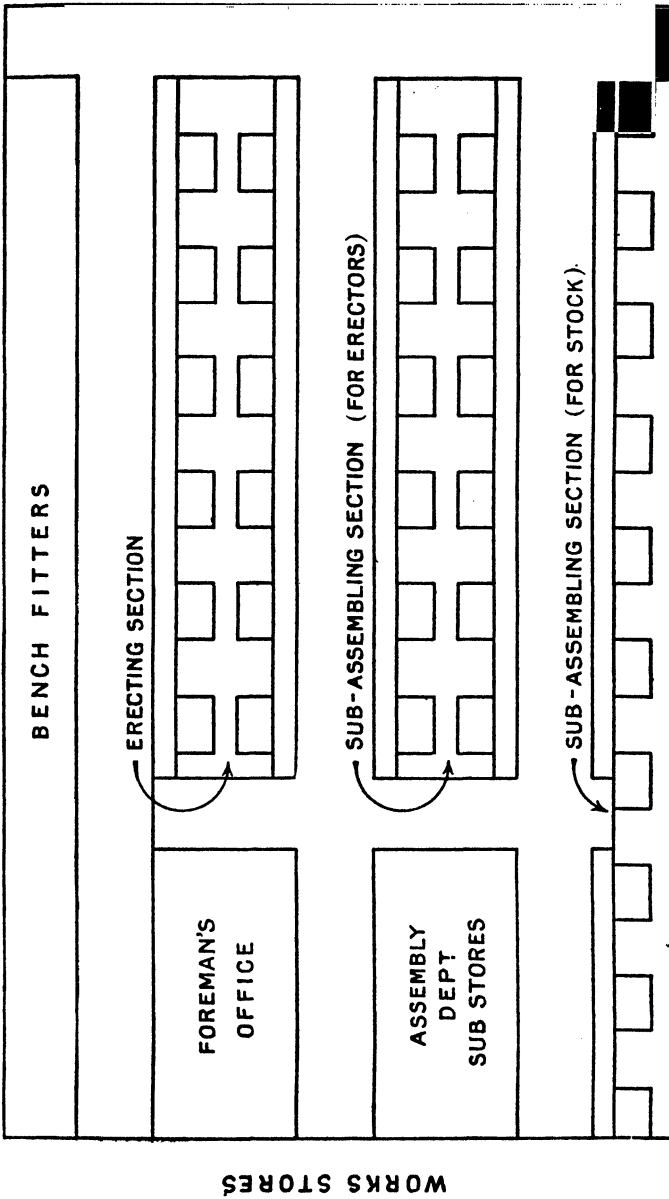 BENCH FITTERS
ERECTING SECTION
SUB-ASSEMBLING SECTION (FOR ERECTORS)
SUB-ASSEMBLING SECTION (FOR STOCK)
FOREMAN'S
OFFICE
ASSEMBLY
DEPT
SUB STORES
WORKS STORES